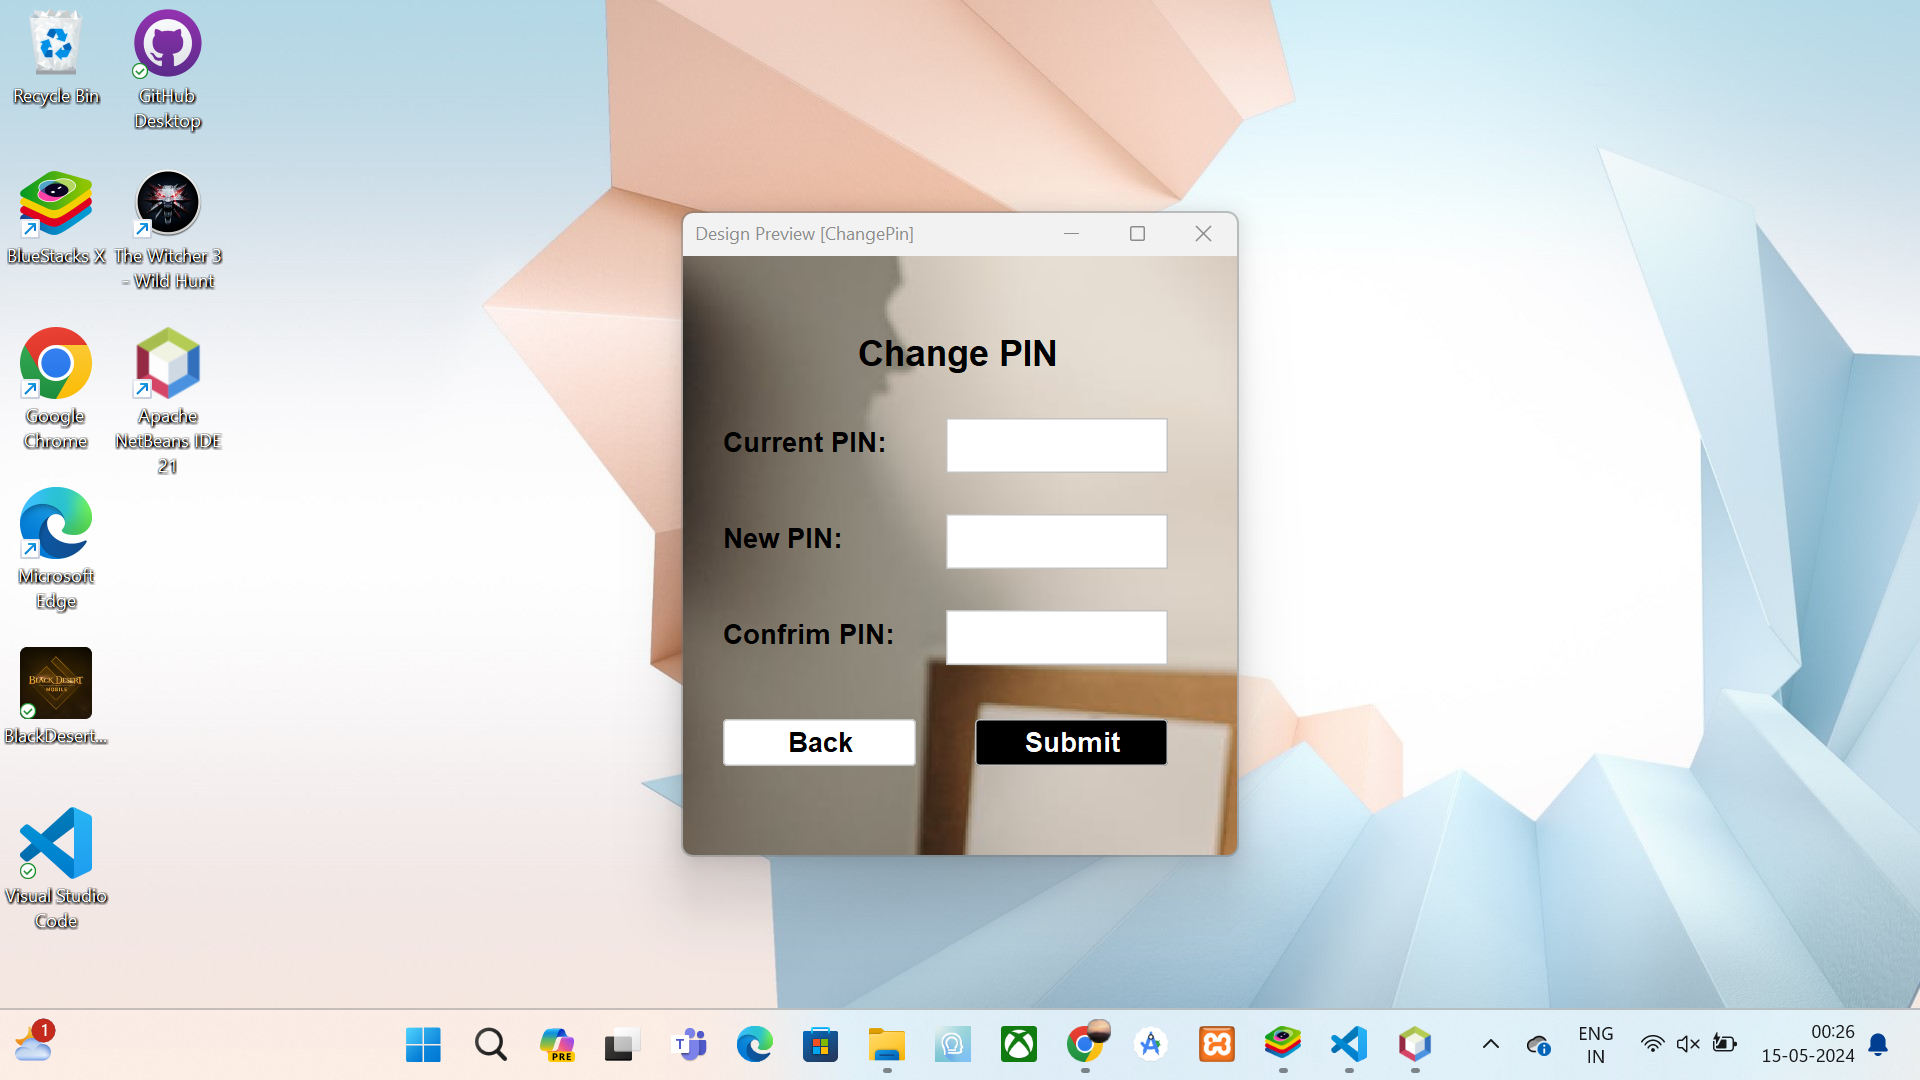 Recycle Bin
GitHub
Desktop
BlueStacks X
The Witcher 3
- Wild Hunt
Google
Chrome
Apache
NetBeans IDE
21
Microsoft
Edge
BLACK DESERT
MOBILE
BlackDesert...
Visual Studio
Code
Design Preview [ChangePin]
Change PIN
Current PIN:
New PIN:
Confrim PIN:
Back
Submit
1
PRE
T
ENG
IN
00:26
15-05-2024